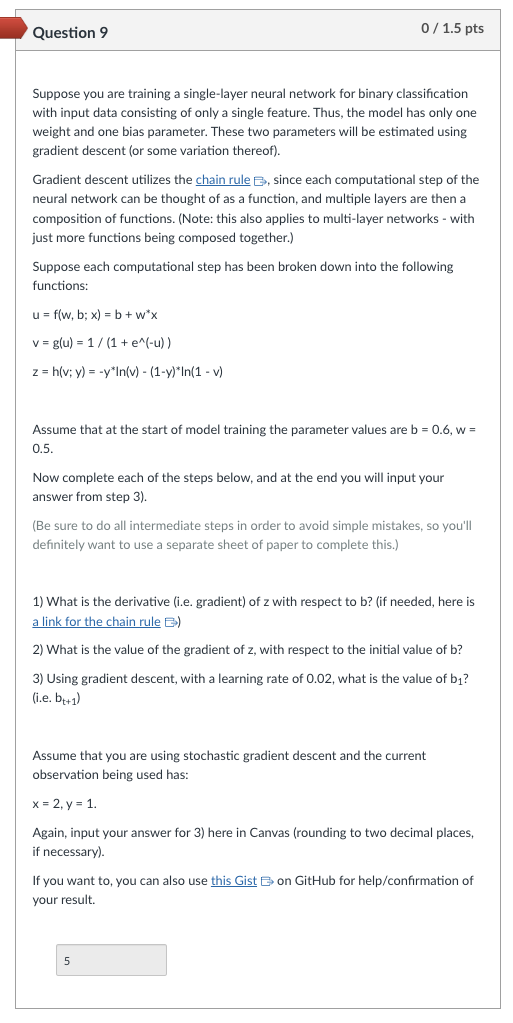 Question 9
0 / 1.5 pts
Suppose you are training a single-layer neural network for binary classification
with input data consisting of only a single feature. Thus, the model has only one
weight and one bias parameter. These two parameters will be estimated using
gradient descent (or some variation thereof).
Gradient descent utilizes the chain rule, since each computational step of the
neural network can be thought of as a function, and multiple layers are then a
composition of functions. (Note: this also applies to multi-layer networks - with
just more functions being composed together.)
Suppose each computational step has been broken down into the following
functions:
u = f(w, b; x) = b + w*x
v = g(u) = 1 / (1 + e^(-u) )
z = h(v; y) = -y*ln(v) - (1-y)*ln(1 - v)
Assume that at the start of model training the parameter values are b = 0.6, w =
0.5.
Now complete each of the steps below, and at the end you will input your
answer from step 3).
(Be sure to do all intermediate steps in order to avoid simple mistakes, so you'll
definitely want to use a separate sheet of paper to complete this.)
1) What is the derivative (i.e. gradient) of z with respect to b? (if needed, here is
a link for the chain rule)
2) What is the value of the gradient of z, with respect to the initial value of b?
3) Using gradient descent, with a learning rate of 0.02, what is the value of b₁?
(i.e. bₜ₊₁)
Assume that you are using stochastic gradient descent and the current
observation being used has:
x = 2, y = 1.
Again, input your answer for 3) here in Canvas (rounding to two decimal places,
if necessary).
If you want to, you can also use this Gist on GitHub for help/confirmation of
your result.
5